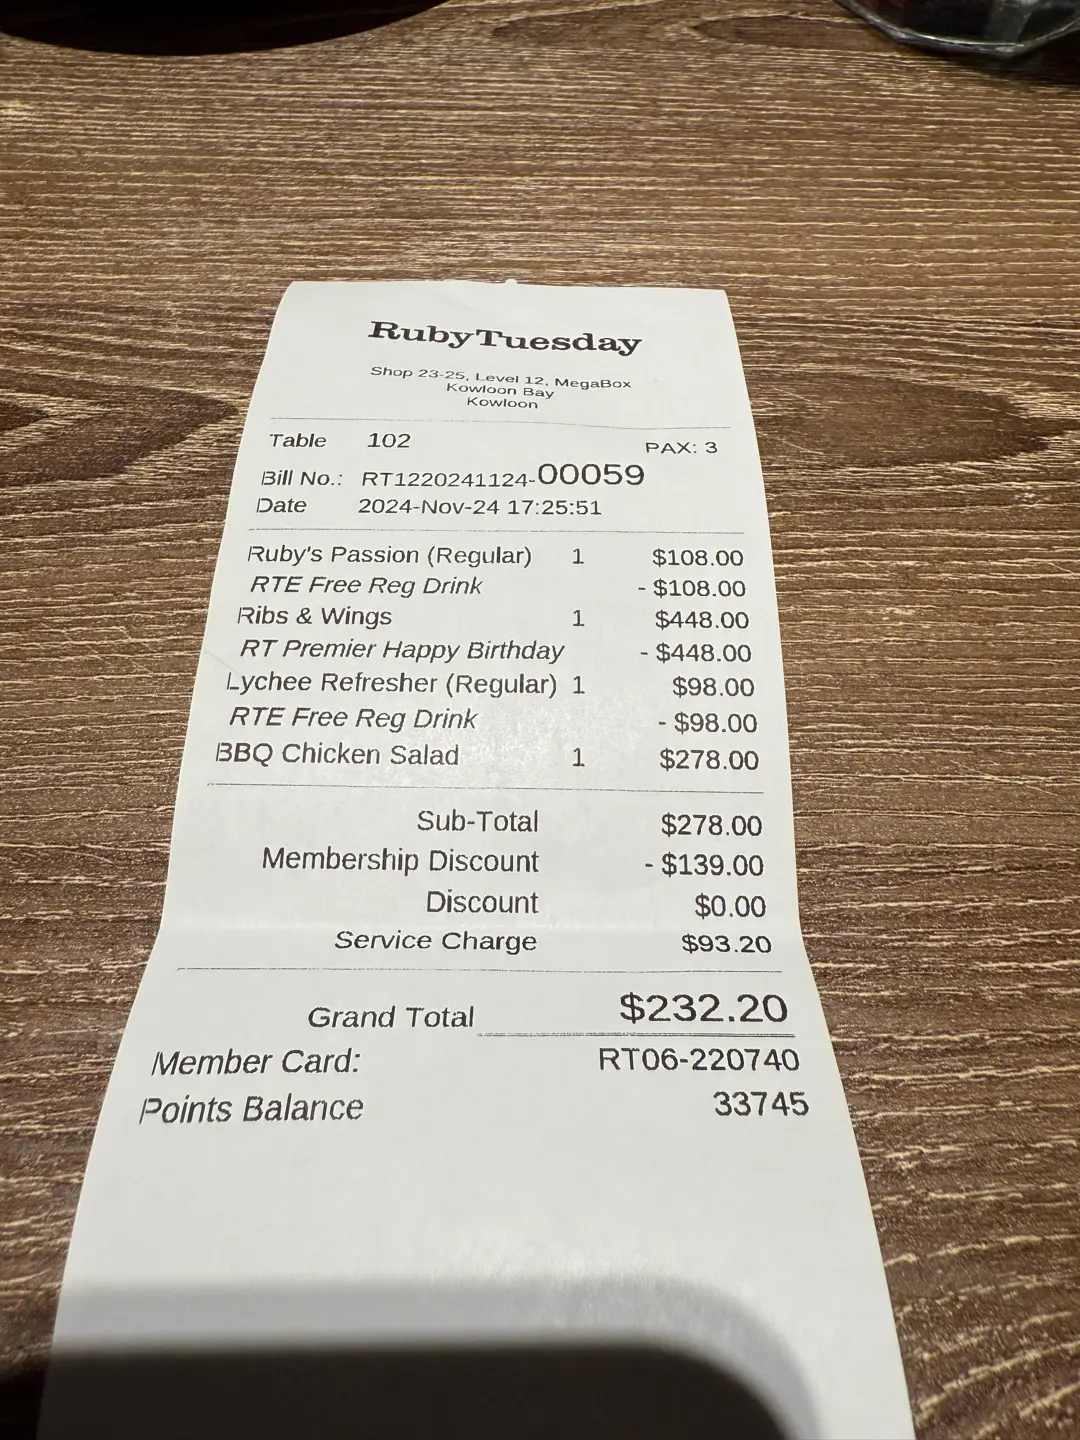 RubyTuesday
Shop 23-25, Level 12, MegaBox
Kowloon Bay
Kowloon
Table 102 PAX: 3
Bill No.: RT1220241124-00059
Date 2024-Nov-24 17:25:51
Ruby's Passion (Regular) 1 $108.00
RTE Free Reg Drink - $108.00
Ribs & Wings 1 $448.00
RT Premier Happy Birthday - $448.00
Lychee Refresher (Regular) 1 $98.00
RTE Free Reg Drink - $98.00
BBQ Chicken Salad 1 $278.00
Sub-Total $278.00
Membership Discount - $139.00
Discount $0.00
Service Charge $93.20
Grand Total $232.20
Member Card: RT06-220740
Points Balance 33745